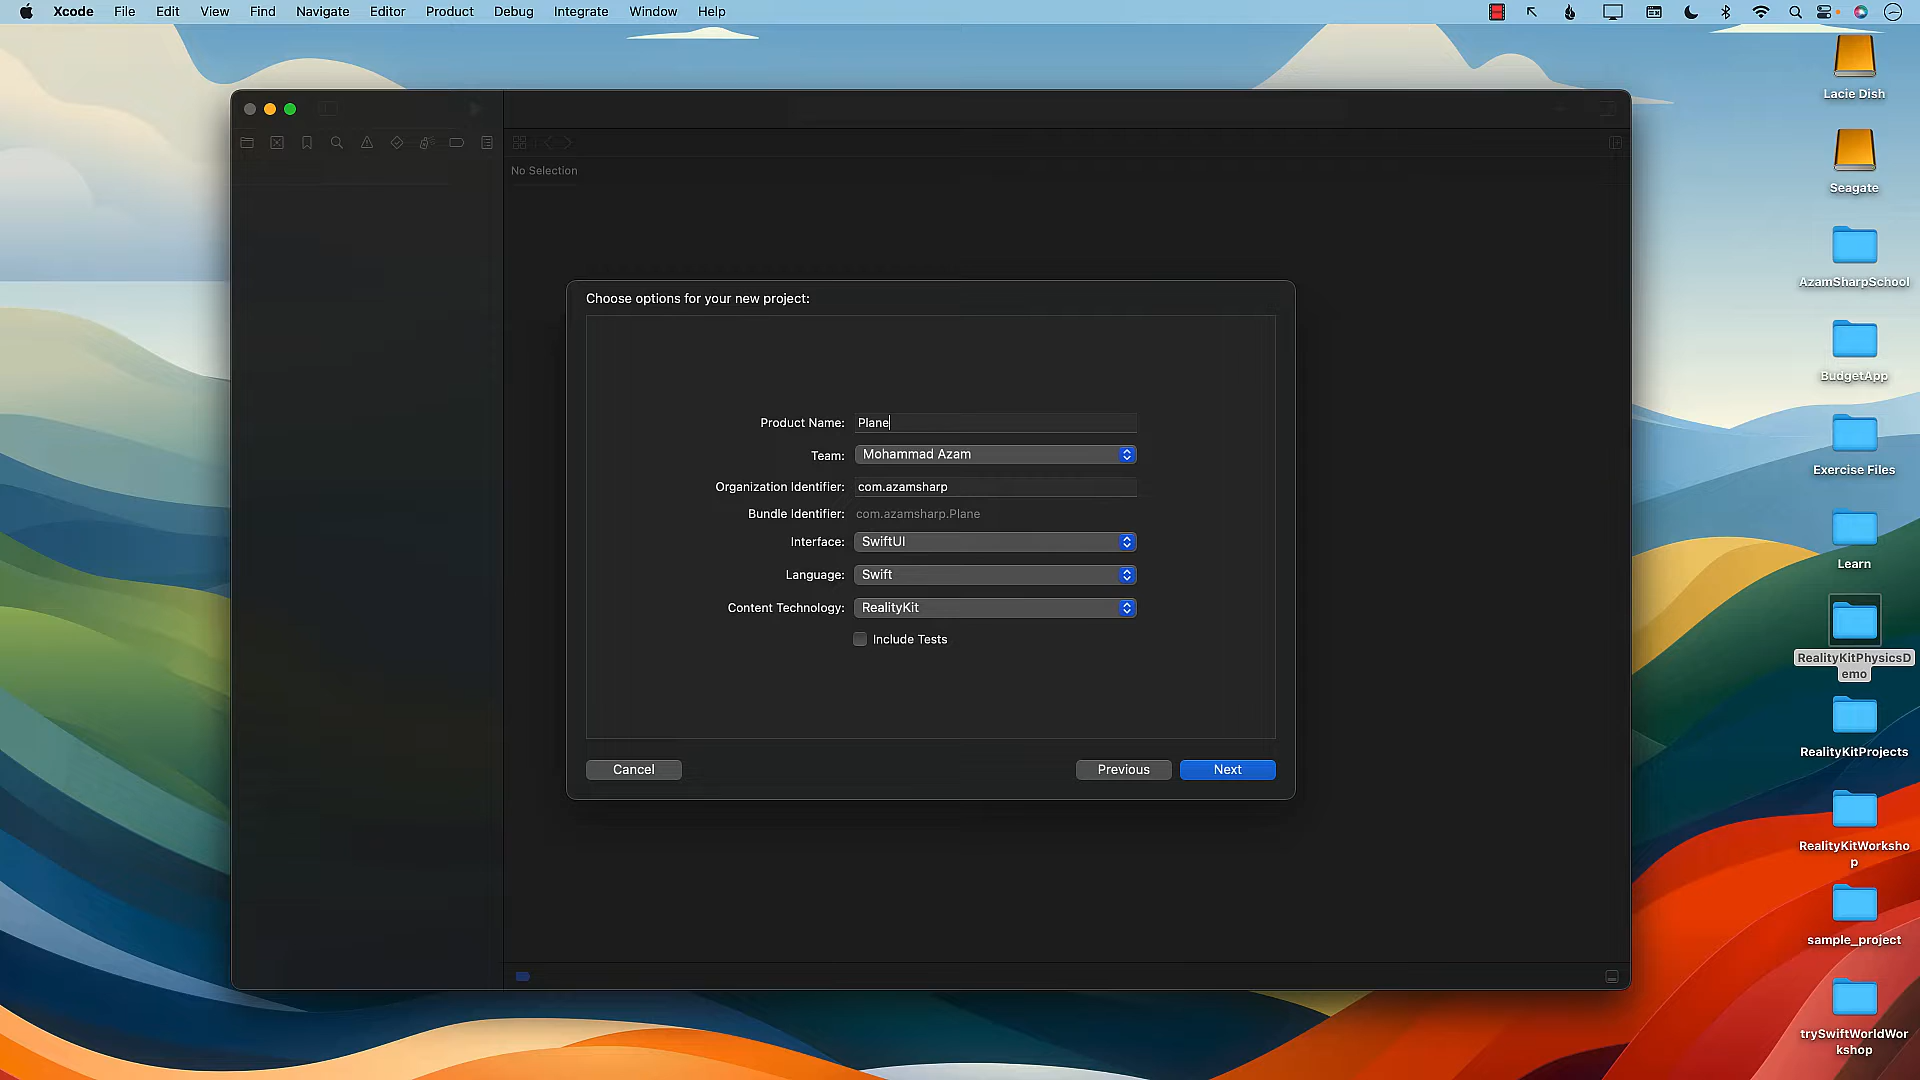 Xcode File Edit View Find Navigate Editor Product Debug Integrate Window Help
Lacie Dish
Seagate
AzamSharpSchool
BudgetApp
Exercise Files
Learn
RealityKitPhysicsD
emo
RealityKitProjects
RealityKitWorksho
p
sample_project
trySwiftWorldWor
kshop
No Selection
Choose options for your new project:
Product Name: Plane
Team: Mohammad Azam
Organization Identifier: com.azamsharp
Bundle Identifier: com.azamsharp.Plane
Interface: SwiftUI
Language: Swift
Content Technology: RealityKit
Include Tests
Cancel Previous Next